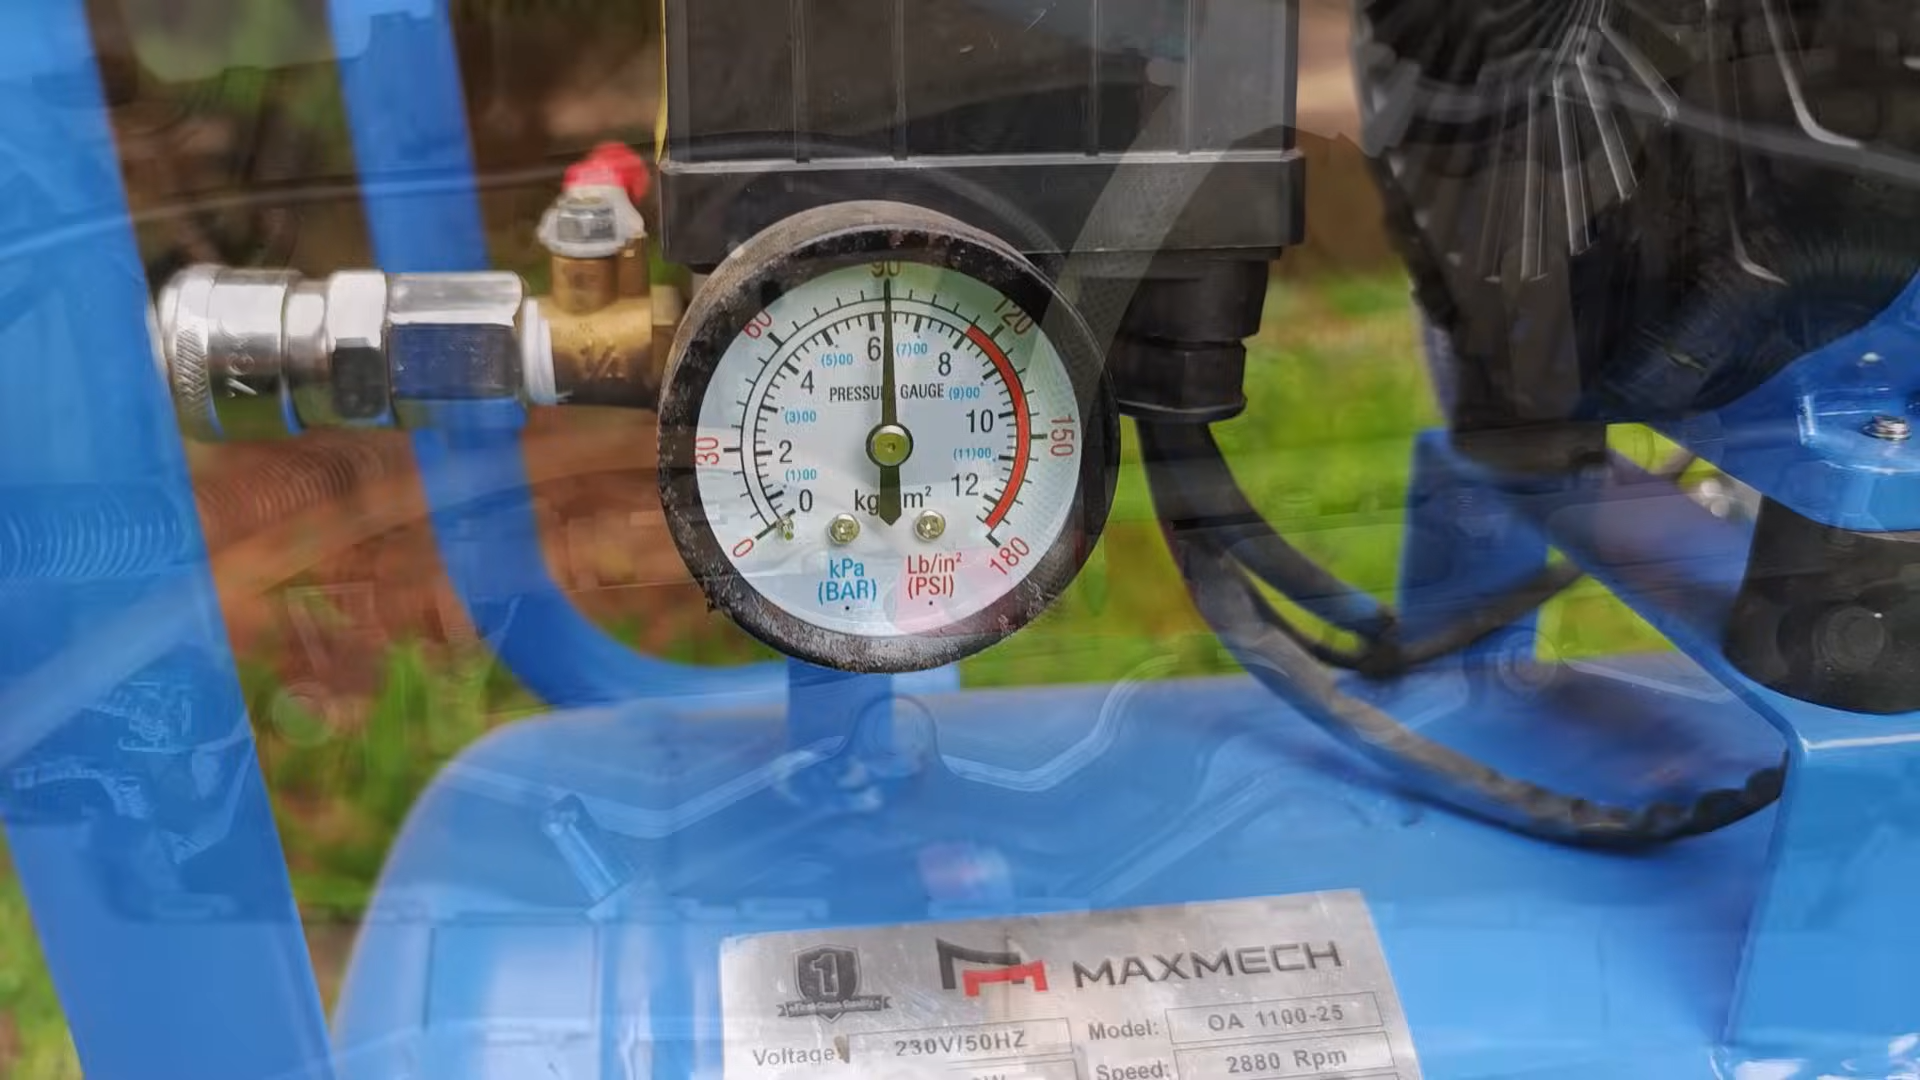 90
60
120
(5)00
6
(7)00
8
4
PRESSURE GAUGE
(9)00
(3)00
10
150
30
2
(11)00
(1)00
12
0
kg
m²
0
180
kPa
Lb/in²
(BAR)
(PSI)
1
MAXMECH
Model: OA 1100-25
Voltage: 230V/50HZ
Speed: 2880 Rpm